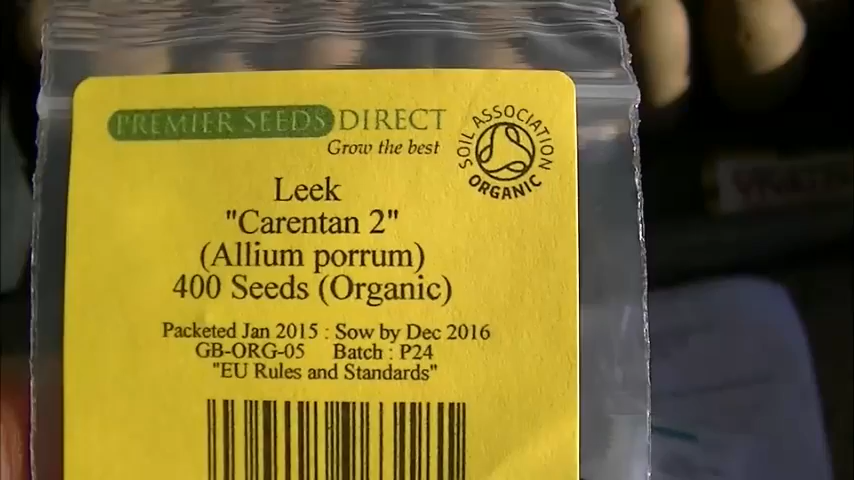 PREMIER SEEDS DIRECT
Grow the best
SOIL ASSOCIATION
ORGANIC
Leek
"Carentan 2"
(Allium porrum)
400 Seeds (Organic)
Packeted Jan 2015 : Sow by Dec 2016
GB-ORG-05 Batch : P24
"EU Rules and Standards"